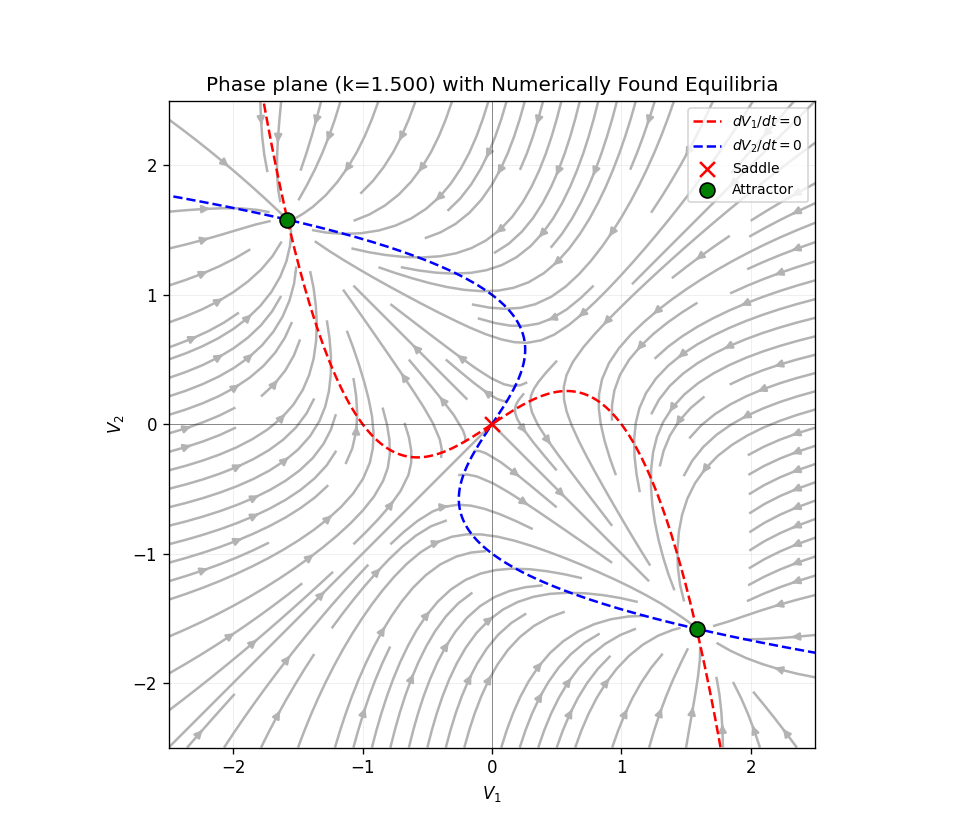 Phase plane (k=1.500) with Numerically Found Equilibria
dV₁/dt = 0
dV₂/dt = 0
Saddle
Attractor
V₂
2
1
0
−1
−2
−2 −1 0 1 2
V₁